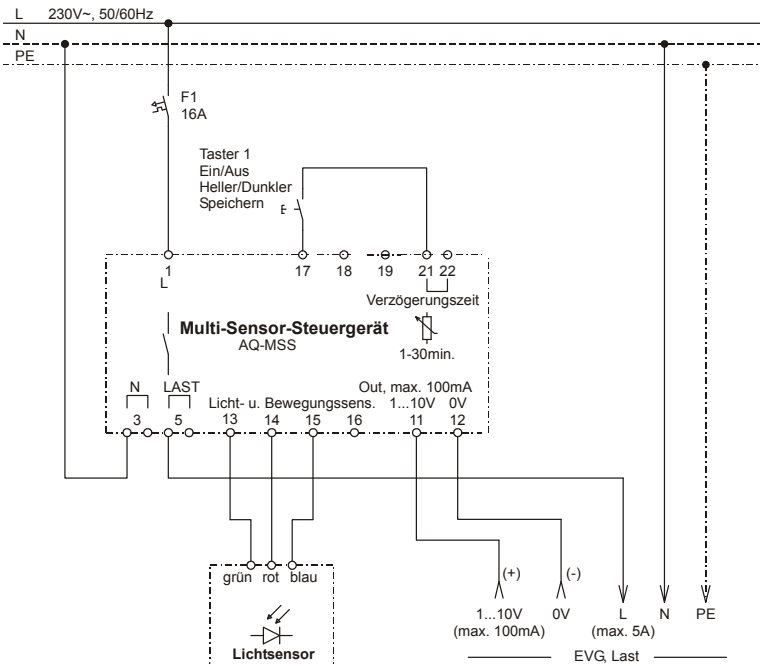 L 230V~, 50/60Hz
N
PE
F1
16A
Taster 1
Ein/Aus
Heller/Dunkler
Speichern
E
1 17 18 19 21 22
L
Verzögerungszeit
Multi-Sensor-Steuergerät
AQ-MSS
1-30min.
N LAST Out, max. 100mA
Licht- u. Bewegungssens. 1...10V 0V
3 5 13 14 15 16 11 12
grün rot blau
(+) (-)
1...10V 0V L N PE
(max. 100mA) (max. 5A)
Lichtsensor
EVG, Last